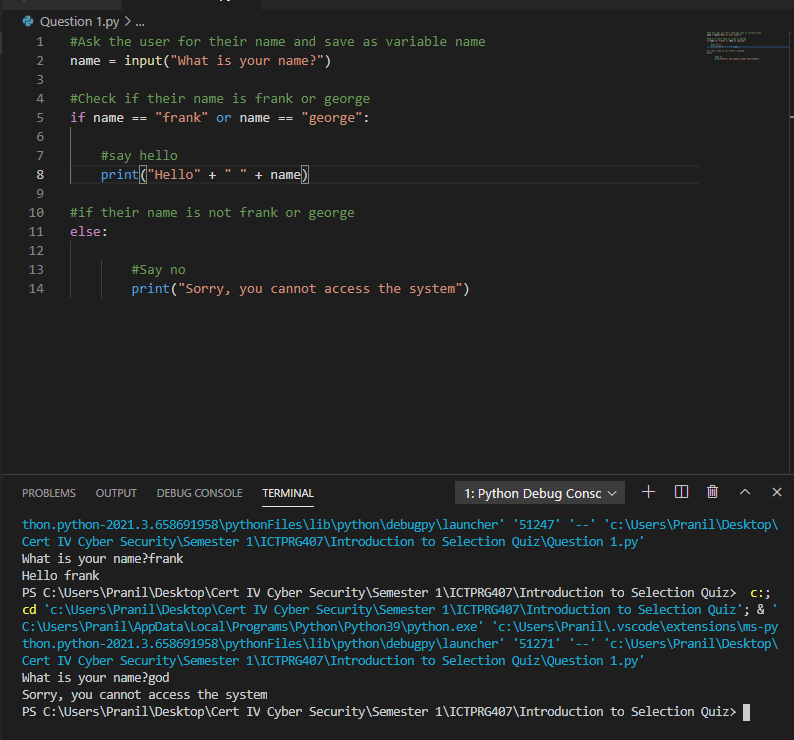 Question 1.py > ...
1 #Ask the user for their name and save as variable name
2 name = input("What is your name?")
3
4 #Check if their name is frank or george
5 if name == "frank" or name == "george":
6
7 #say hello
8 print("Hello" + " " + name)
9
10 #if their name is not frank or george
11 else:
12
13 #Say no
14 print("Sorry, you cannot access the system")
PROBLEMS OUTPUT DEBUG CONSOLE TERMINAL 1: Python Debug Consc
thon.python-2021.3.658691958\pythonFiles\lib\python\debugpy\launcher' '51247' '--' 'c:\Users\Pranil\Desktop\
Cert IV Cyber Security\Semester 1\ICTPRG407\Introduction to Selection Quiz\Question 1.py'
What is your name?frank
Hello frank
PS C:\Users\Pranil\Desktop\Cert IV Cyber Security\Semester 1\ICTPRG407\Introduction to Selection Quiz> c:;
cd 'c:\Users\Pranil\Desktop\Cert IV Cyber Security\Semester 1\ICTPRG407\Introduction to Selection Quiz'; & '
C:\Users\Pranil\AppData\Local\Programs\Python\Python39\python.exe' 'c:\Users\Pranil\.vscode\extensions\ms-py
thon.python-2021.3.658691958\pythonFiles\lib\python\debugpy\launcher' '51271' '--' 'c:\Users\Pranil\Desktop\
Cert IV Cyber Security\Semester 1\ICTPRG407\Introduction to Selection Quiz\Question 1.py'
What is your name?god
Sorry, you cannot access the system
PS C:\Users\Pranil\Desktop\Cert IV Cyber Security\Semester 1\ICTPRG407\Introduction to Selection Quiz>